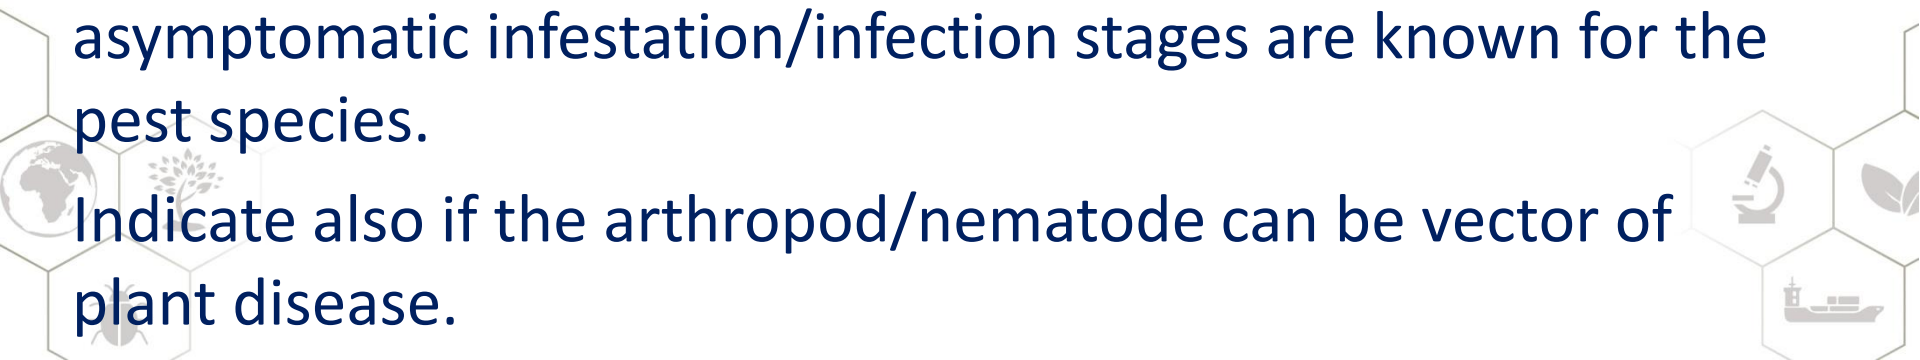 asymptomatic infestation/infection stages are known for the
pest species.
Indicate also if the arthropod/nematode can be vector of
plant disease.